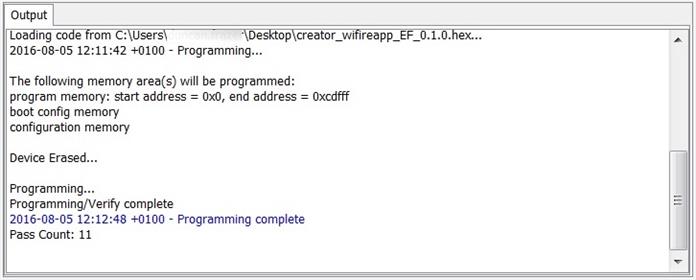 Output
Loading code from C:\Users\ \Desktop\creator_wifireapp_EF_0.1.0.hex...
2016-08-05 12:11:42 +0100 - Programming...
The following memory area(s) will be programmed:
program memory: start address = 0x0, end address = 0xcdfff
boot config memory
configuration memory
Device Erased...
Programming...
Programming/Verify complete
2016-08-05 12:12:48 +0100 - Programming complete
Pass Count: 11